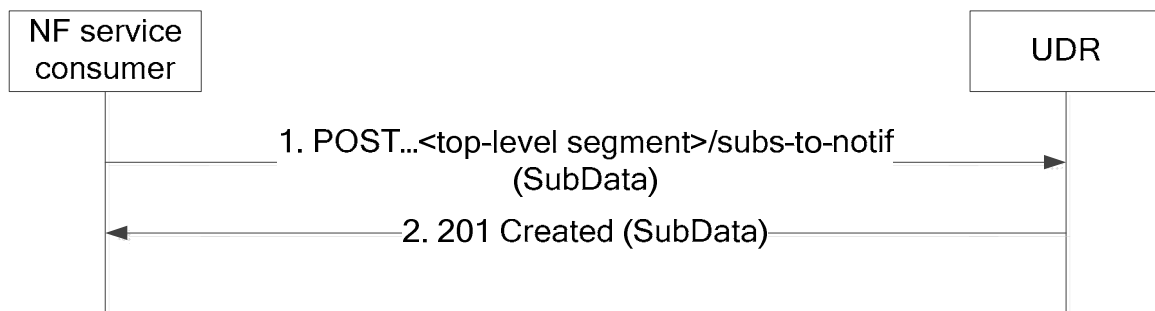 NF service
consumer
UDR
1. POST...<top-level segment>/subs-to-notif
(SubData)
2. 201 Created (SubData)